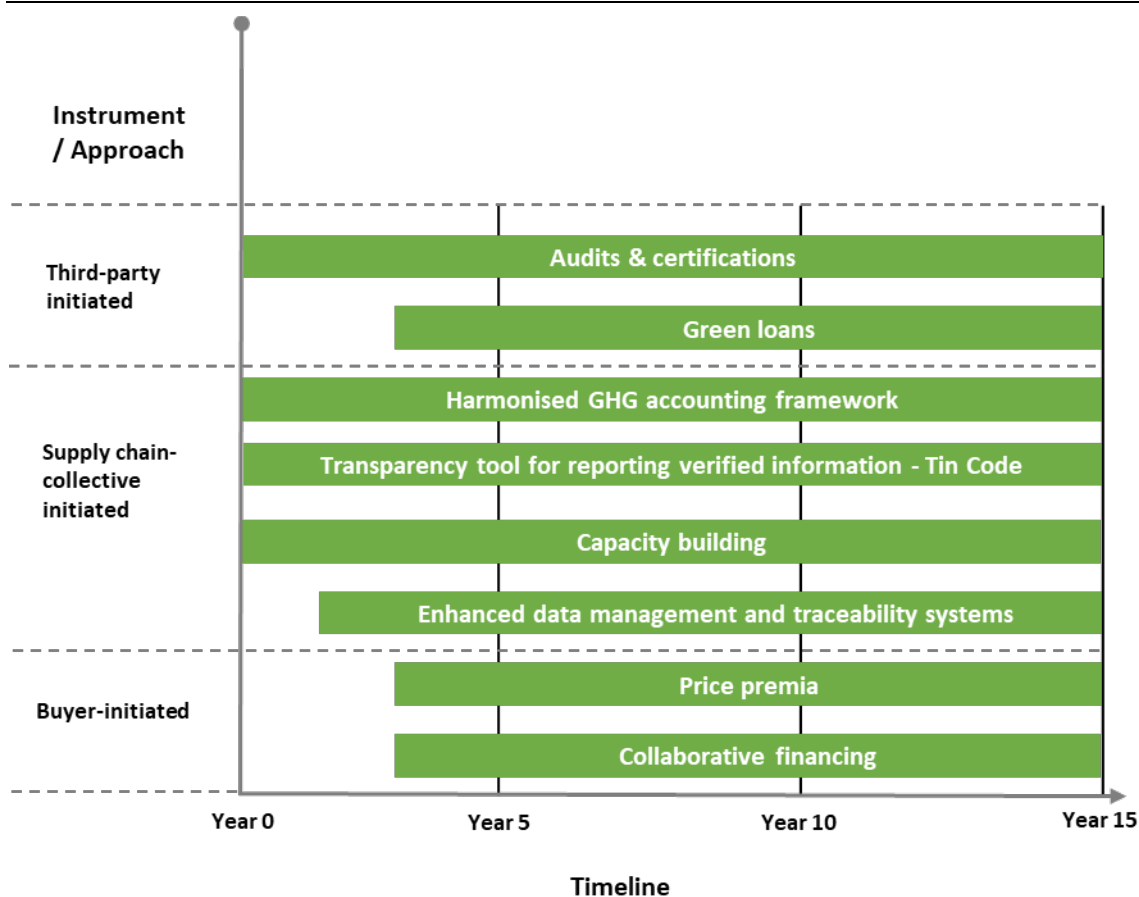 Instrument
/ Approach
Third-party
initiated
Audits & certifications
Green loans
Supply chain-
collective
initiated
Harmonised GHG accounting framework
Transparency tool for reporting verified information - Tin Code
Capacity building
Enhanced data management and traceability systems
Buyer-initiated
Price premia
Collaborative financing
Year 0
Year 5
Year 10
Year 15
Timeline